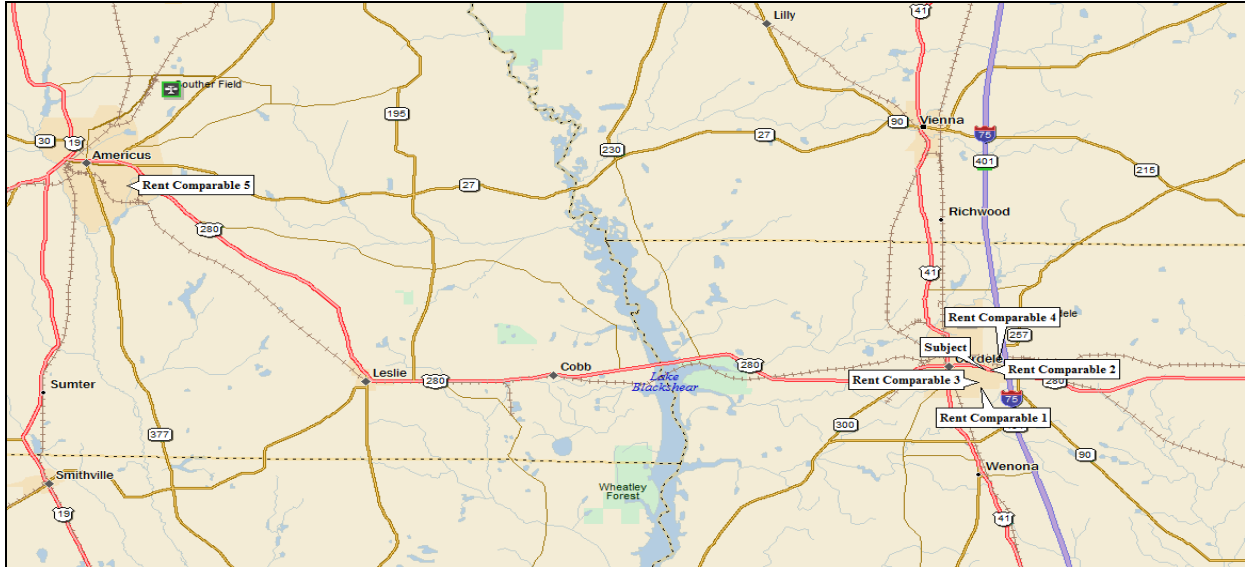 Lilly
41
Souther Field
195
90
Vienna
30
19
27
75
230
Americus
401
215
Rent Comparable 5
27
Richwood
280
41
Rent Comparable 4
257
Subject
Leslie
Cobb
280
Rent Comparable 2
Sumter
280
Lake
Blackshear
Rent Comparable 3
280
75
Rent Comparable 1
300
377
90
Smithville
Wenona
Wheatley
Forest
19
41